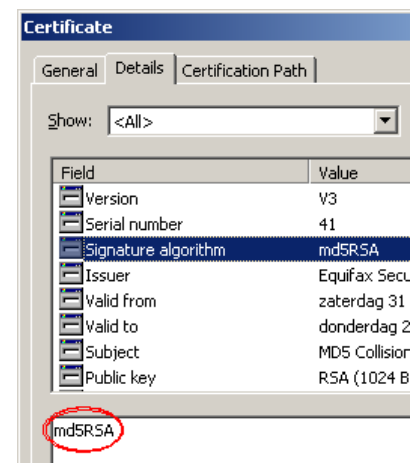 Certificate
General Details Certification Path
Show: <All>
Field Value
Version V3
Serial number 41
Signature algorithm md5RSA
Issuer Equifax Secu
Valid from zaterdag 31
Valid to donderdag 2
Subject MD5 Collision
Public key RSA (1024 B
md5RSA